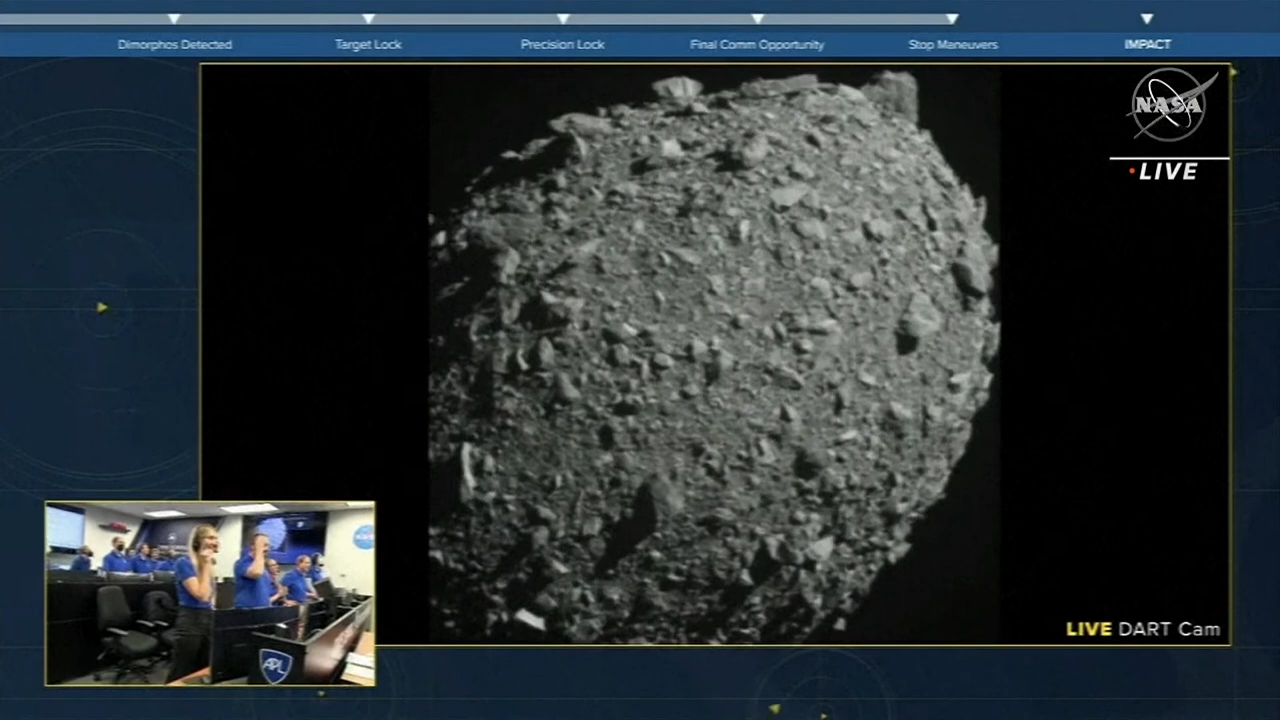 Dimorphos Detected
Target Lock
Precision Lock
Final Comm Opportunity
Stop Maneuvers
IMPACT
NASA
LIVE
LIVE DART Cam
APL